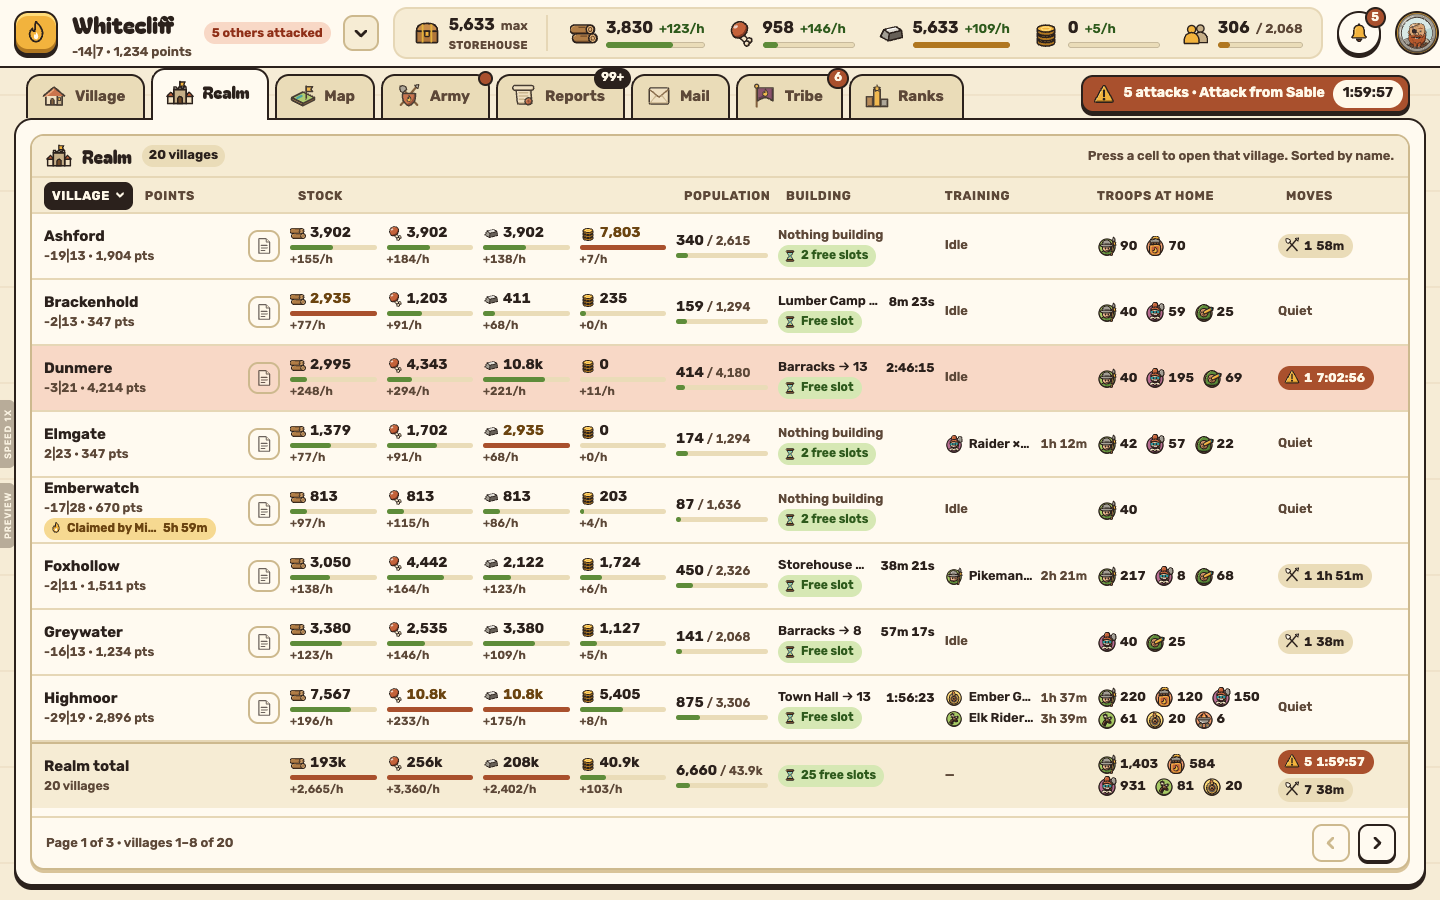 Whitecliff
-14|7 • 1,234 points
5 others attacked
5,633 max
STOREHOUSE
3,830 +123/h
958 +146/h
5,633 +109/h
0 +5/h
306 / 2,068
5
Village
Realm
Map
Army
Reports
99+
Mail
Tribe
6
Ranks
5 attacks • Attack from Sable 1:59:57
Realm 20 villages
Press a cell to open that village. Sorted by name.
VILLAGE POINTS STOCK POPULATION BUILDING TRAINING TROOPS AT HOME MOVES
Ashford
-19|13 • 1,904 pts
3,902 3,902 3,902 7,803
+155/h +184/h +138/h +7/h
340 / 2,615
Nothing building
2 free slots
Idle
90 70
1 58m
Brackenhold
-2|13 • 347 pts
2,935 1,203 411 235
+77/h +91/h +68/h +0/h
159 / 1,294
Lumber Camp ... 8m 23s
Free slot
Idle
40 59 25
Quiet
Dunmere
-3|21 • 4,214 pts
2,995 4,343 10.8k 0
+248/h +294/h +221/h +11/h
414 / 4,180
Barracks → 13 2:46:15
Free slot
Idle
40 195 69
1 7:02:56
Elmgate
2|23 • 347 pts
1,379 1,702 2,935 0
+77/h +91/h +68/h +0/h
174 / 1,294
Nothing building
2 free slots
Raider ×... 1h 12m
42 57 22
Quiet
Emberwatch
-17|28 • 670 pts
Claimed by Mi... 5h 59m
813 813 813 203
+97/h +115/h +86/h +4/h
87 / 1,636
Nothing building
2 free slots
Idle
40
Quiet
Foxhollow
-2|11 • 1,511 pts
3,050 4,442 2,122 1,724
+138/h +164/h +123/h +6/h
450 / 2,326
Storehouse ... 38m 21s
Free slot
Pikeman... 2h 21m
217 8 68
1 1h 51m
Greywater
-16|13 • 1,234 pts
3,380 2,535 3,380 1,127
+123/h +146/h +109/h +5/h
141 / 2,068
Barracks → 8 57m 17s
Free slot
Idle
40 25
1 38m
Highmoor
-29|19 • 2,896 pts
7,567 10.8k 10.8k 5,405
+196/h +233/h +175/h +8/h
875 / 3,306
Town Hall → 13 1:56:23
Free slot
Ember G... 1h 37m
Elk Rider... 3h 39m
220 120 150
61 20 6
Quiet
Realm total
20 villages
193k 256k 208k 40.9k
+2,665/h +3,360/h +2,402/h +103/h
6,660 / 43.9k
25 free slots
–
1,403 584
931 81 20
5 1:59:57
7 38m
Page 1 of 3 • villages 1–8 of 20
SPEED 1X
PREVIEW